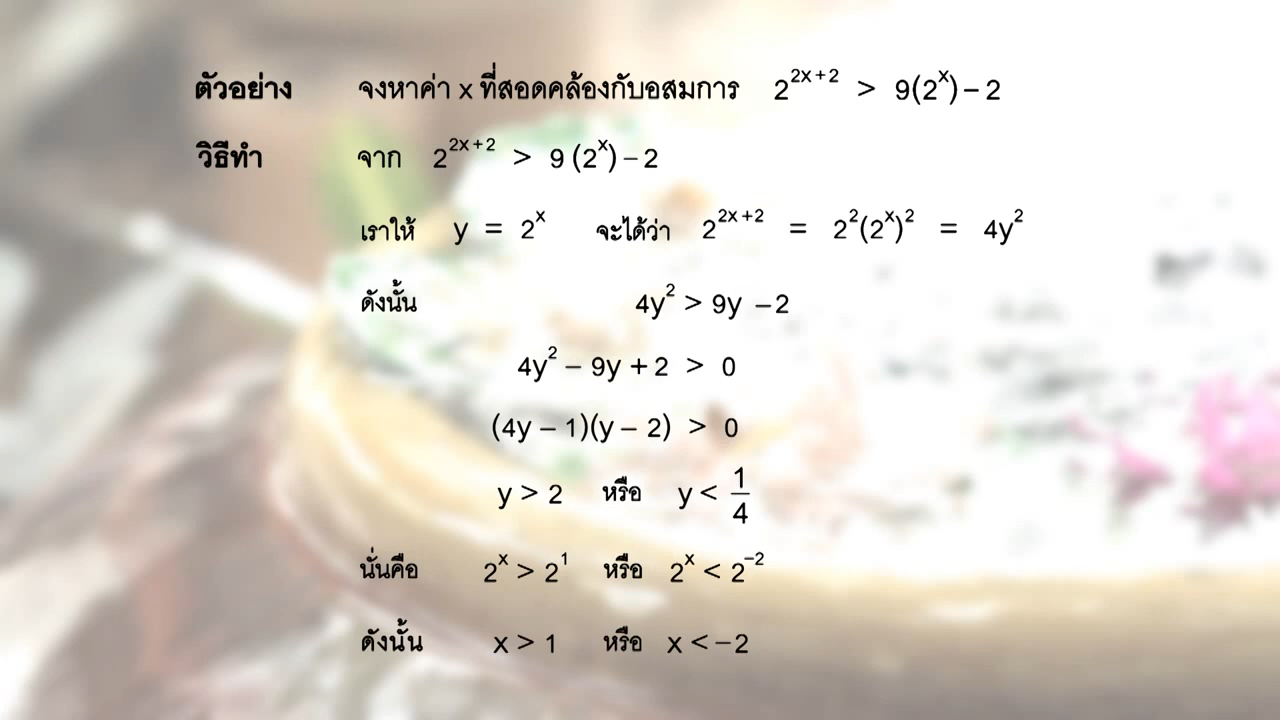 ตัวอย่าง จงหาค่า x ที่สอดคล้องกับอสมการ 2^{2x+2} > 9(2^x) – 2
วิธีทำ จาก 2^{2x+2} > 9(2^x) – 2
เราให้ y = 2^x จะได้ว่า 2^{2x+2} = 2^2(2^x)^2 = 4y^2
ดังนั้น 4y^2 > 9y – 2
4y^2 – 9y + 2 > 0
(4y – 1)(y – 2) > 0
y > 2 หรือ y < \frac{1}{4}
นั่นคือ 2^x > 2^1 หรือ 2^x < 2^{–2}
ดังนั้น x > 1 หรือ x < –2